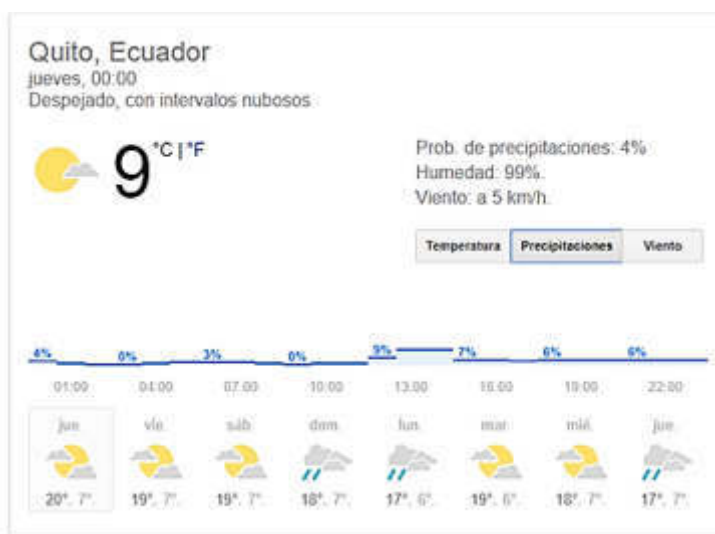 Quito, Ecuador
jueves, 00:00
Despejado, con intervalos nubosos
9 °C | °F
Prob. de precipitaciones: 4%
Humedad: 99%.
Viento: a 5 km/h.
Temperatura Precipitaciones Viento
4% 0% 3% 0% 9% 7% 6% 6%
01:00 04:00 07:00 10:00 13:00 16:00 19:00 22:00
jue. vie. sáb. dom. lun. mar. mié. jue.
20°, 7°. 19°, 7°. 19°, 7°. 18°, 7°. 17°, 6°. 19°, 6°. 18°, 7°. 17°, 7°.